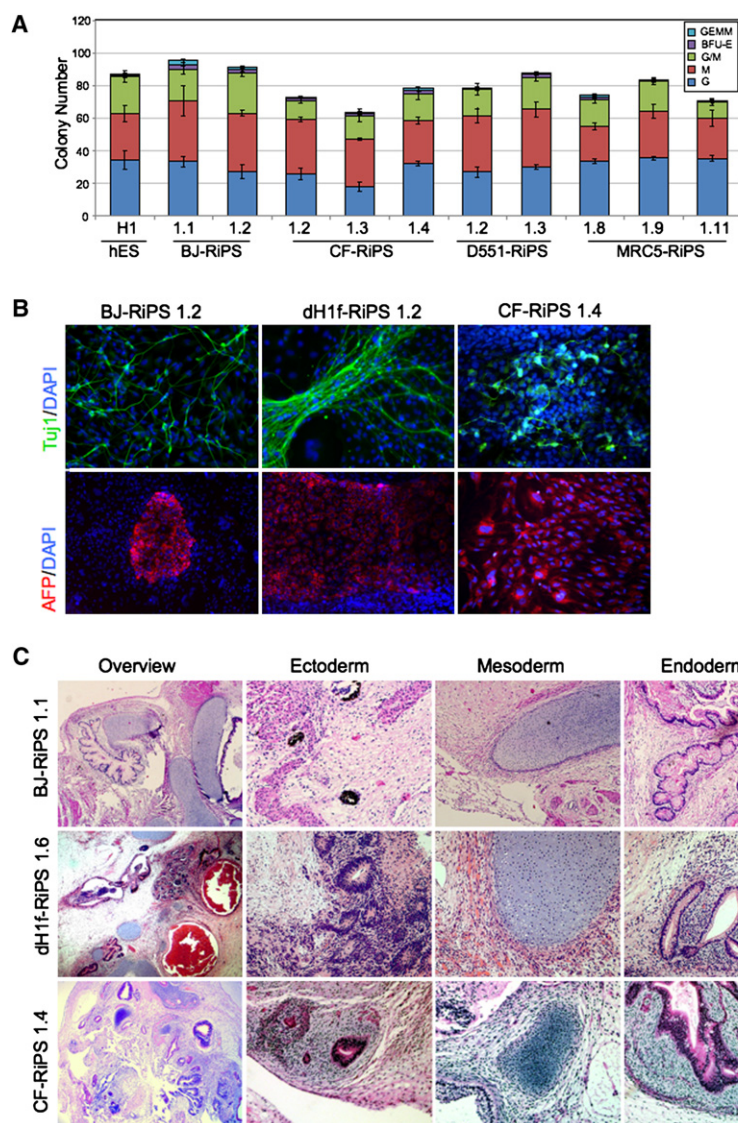 A
Colony Number
120
100
80
60
40
20
0
GEMM
BFU-E
G/M
M
G
H1 1.1 1.2 1.2 1.3 1.4 1.2 1.3 1.8 1.9 1.11
hES BJ-RiPS CF-RiPS D551-RiPS MRC5-RiPS
B
BJ-RiPS 1.2 dH1f-RiPS 1.2 CF-RiPS 1.4
Tuj1/DAPI
AFP/DAPI
C
Overview Ectoderm Mesoderm Endoderm
BJ-RiPS 1.1
dH1f-RiPS 1.6
CF-RiPS 1.4